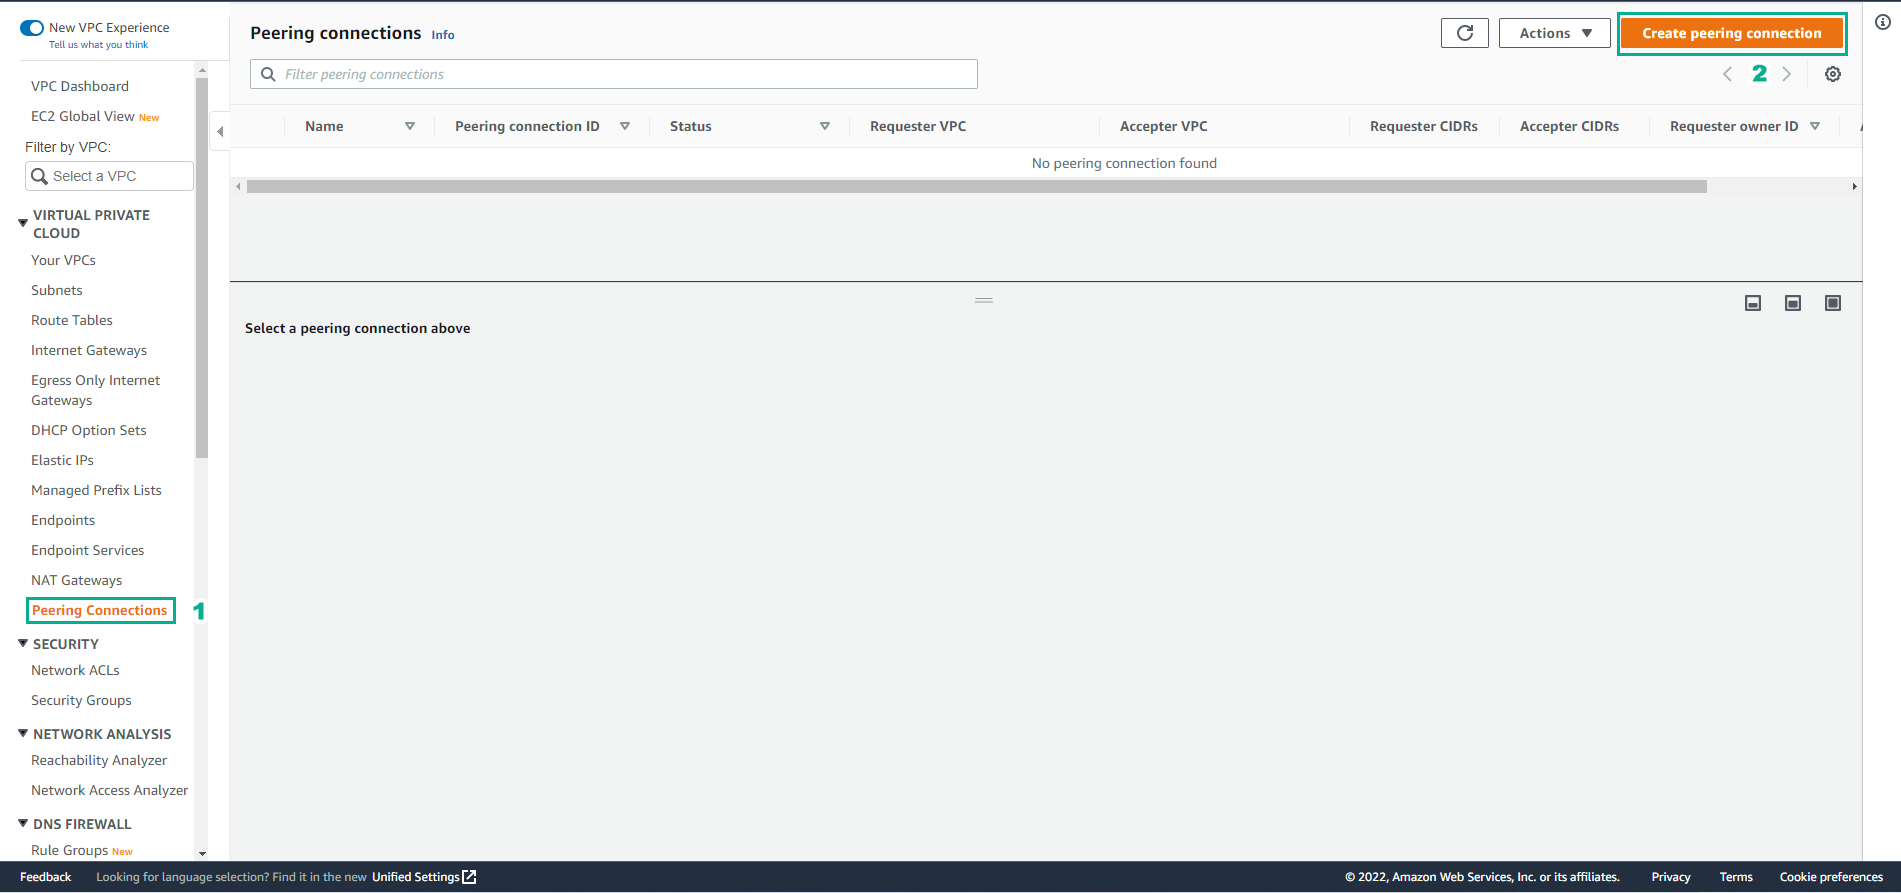 New VPC Experience
Tell us what you think
VPC Dashboard
EC2 Global View New
Filter by VPC:
Select a VPC
VIRTUAL PRIVATE
CLOUD
Your VPCs
Subnets
Route Tables
Internet Gateways
Egress Only Internet
Gateways
DHCP Option Sets
Elastic IPs
Managed Prefix Lists
Endpoints
Endpoint Services
NAT Gateways
Peering Connections 1
SECURITY
Network ACLs
Security Groups
NETWORK ANALYSIS
Reachability Analyzer
Network Access Analyzer
DNS FIREWALL
Rule Groups New
Peering connections Info
Actions
Create peering connection
Filter peering connections
2
Name Peering connection ID Status Requester VPC Accepter VPC Requester CIDRs Accepter CIDRs Requester owner ID
No peering connection found
Select a peering connection above
Feedback Looking for language selection? Find it in the new Unified Settings © 2022, Amazon Web Services, Inc. or its affiliates. Privacy Terms Cookie preferences